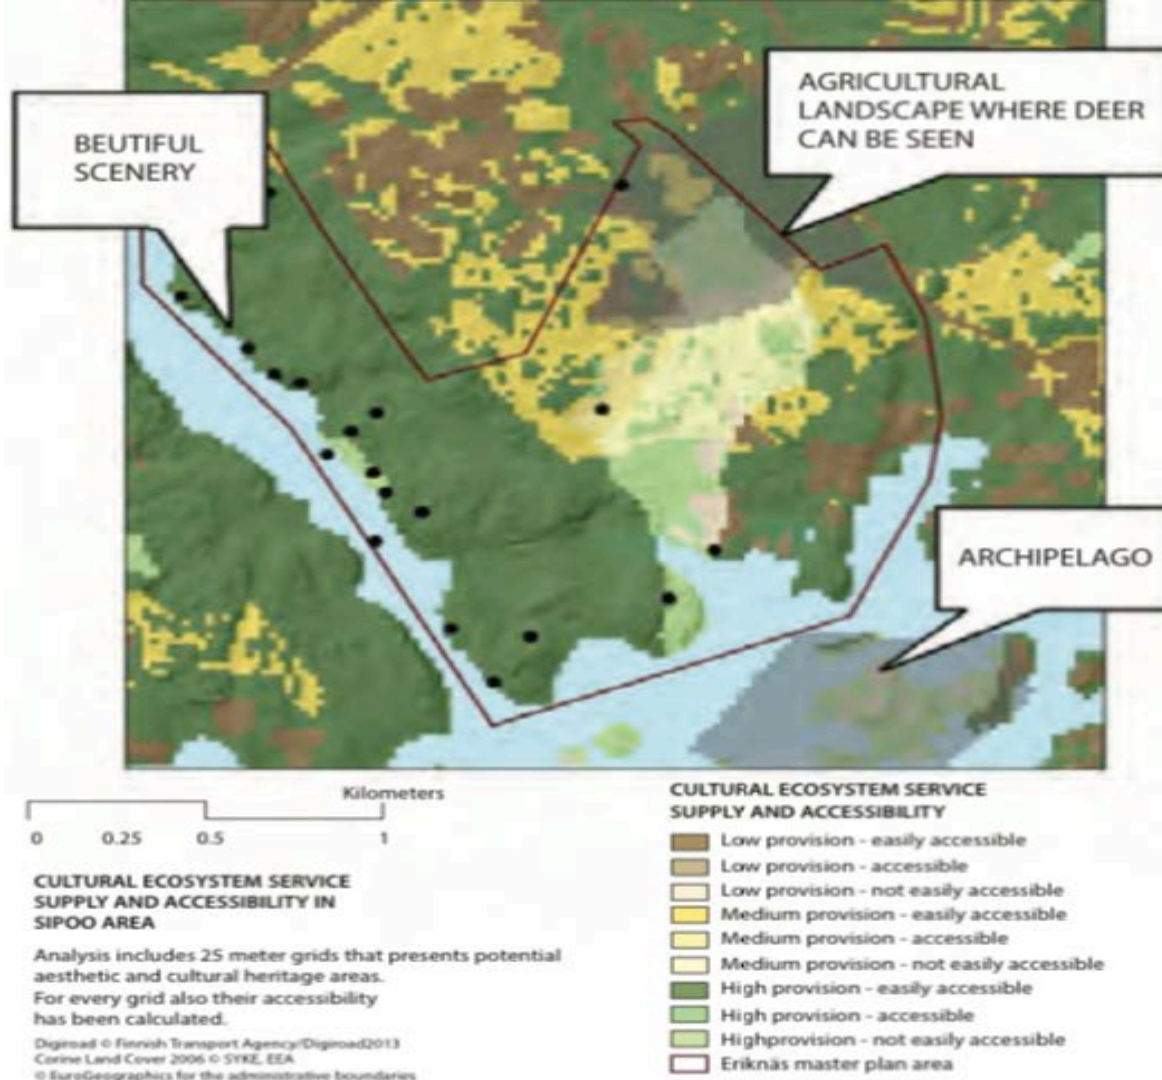 BEUTIFUL
SCENERY
AGRICULTURAL
LANDSCAPE WHERE DEER
CAN BE SEEN
ARCHIPELAGO
Kilometers
0 0.25 0.5 1
CULTURAL ECOSYSTEM SERVICE
SUPPLY AND ACCESSIBILITY IN
SIPOO AREA
Analysis includes 25 meter grids that presents potential
aesthetic and cultural heritage areas.
For every grid also their accessibility
has been calculated.
Digiroad © Finnish Transport Agency/Digiroad2013
Corine Land Cover 2006 © SYKE, EEA
© EuroGeographics for the administrative boundaries
CULTURAL ECOSYSTEM SERVICE
SUPPLY AND ACCESSIBILITY
Low provision - easily accessible
Low provision - accessible
Low provision - not easily accessible
Medium provision - easily accessible
Medium provision - accessible
Medium provision - not easily accessible
High provision - easily accessible
High provision - accessible
Highprovision - not easily accessible
Eriknäs master plan area